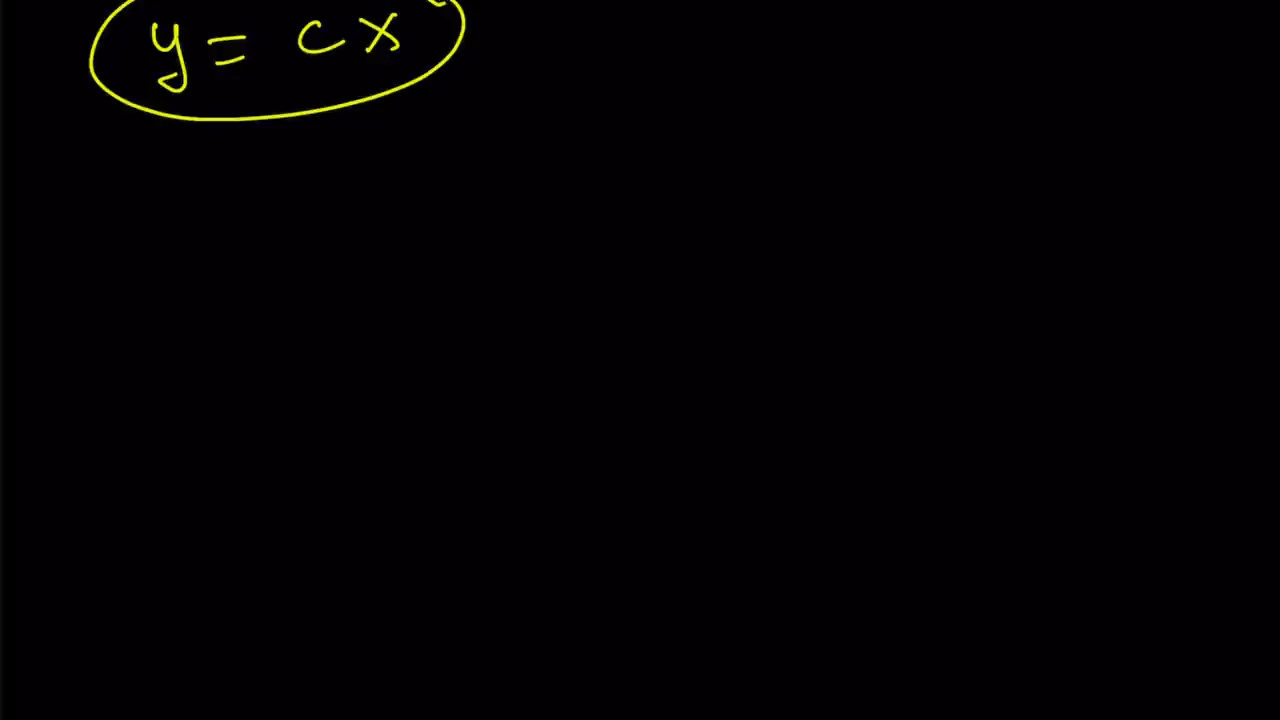 y = cx